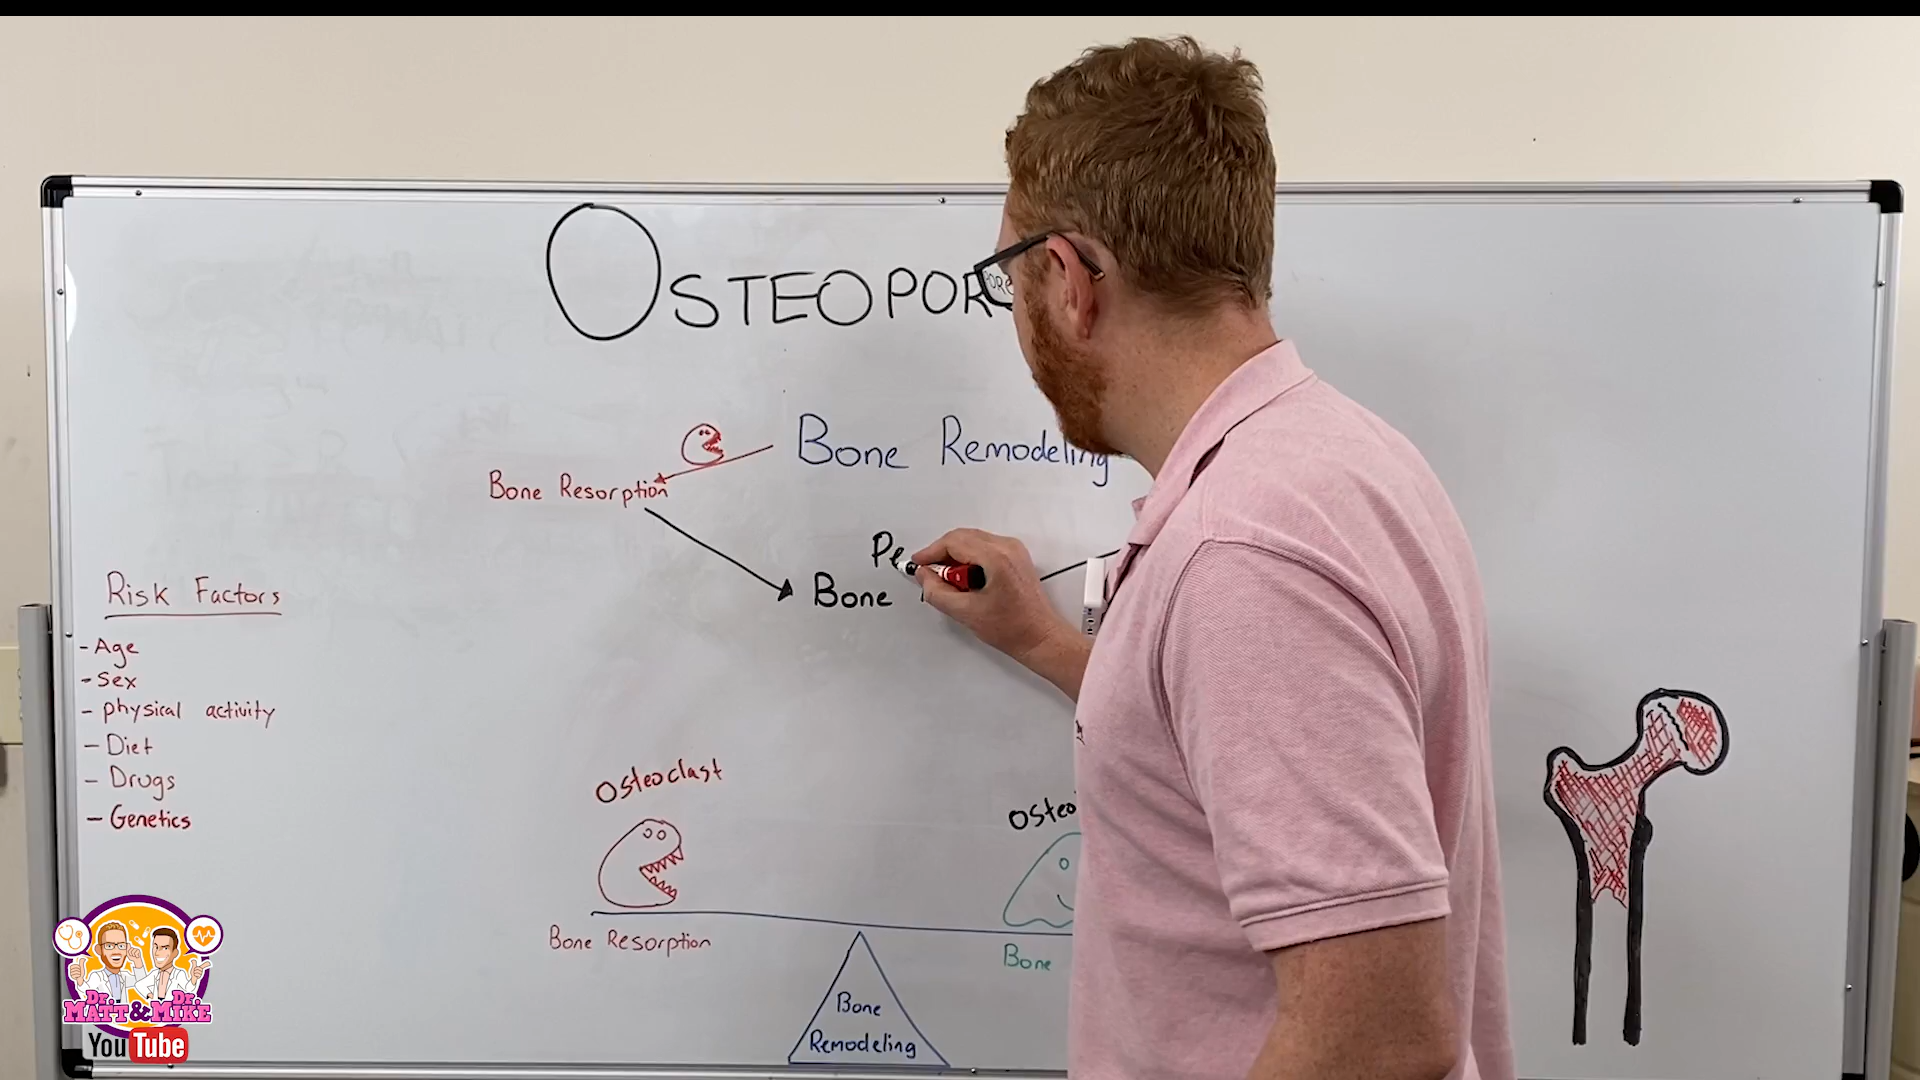 OSTEOPOR
Bone Remodeling
Bone Resorption
Pe
Bone
Risk Factors
- Age
- Sex
- physical activity
- Diet
- Drugs
- Genetics
Osteoclast
Osteo
Bone Resorption
Bone
Bone
Remodeling
Dr. Dr.
MATT & MIKE
YouTube